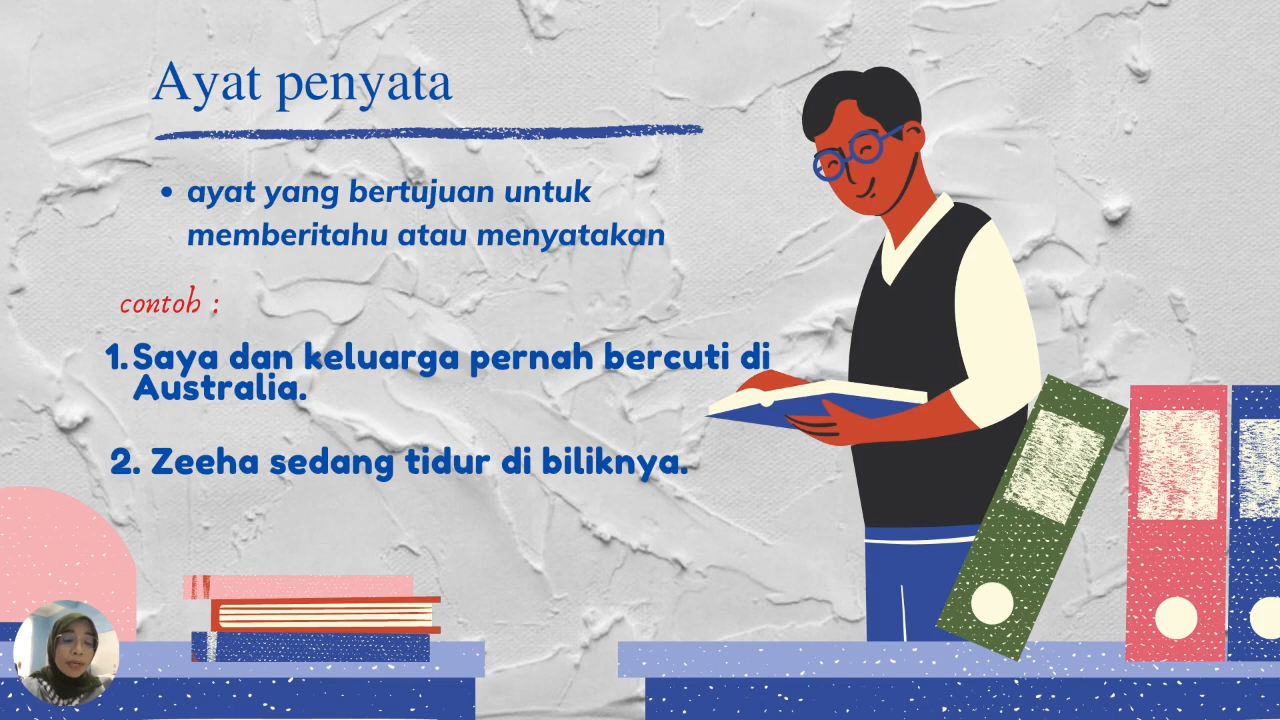 Ayat penyata
• ayat yang bertujuan untuk
memberitahu atau menyatakan
contoh :
1. Saya dan keluarga pernah bercuti di
Australia.
2. Zeeha sedang tidur di biliknya.